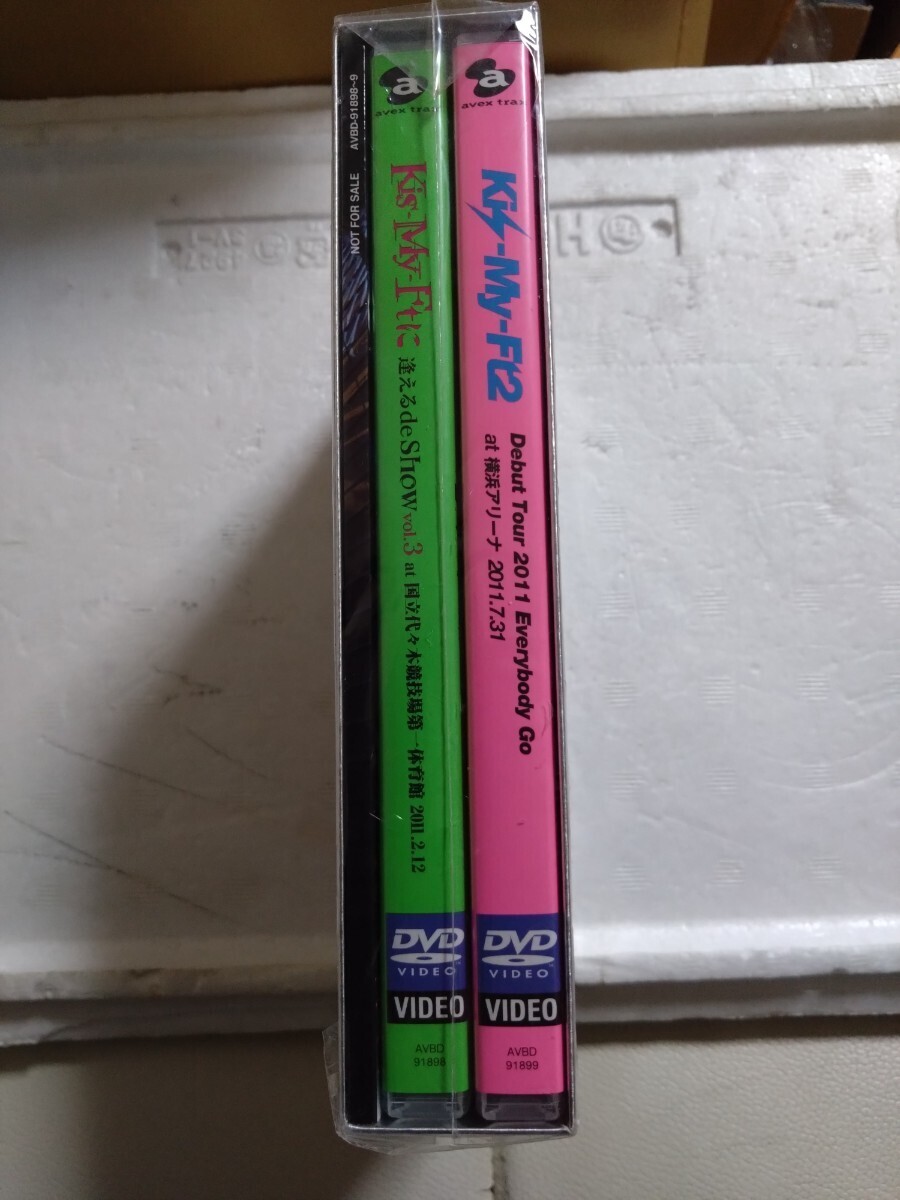 NOT FOR SALE AVBD-91898~9
a
avex trax
Kis-My-Ftに
逢えるde Show vol.3 at 国立代々木競技場第一体育館 2011.2.12
DVD
VIDEO
VIDEO
AVBD
91898
a
avex trax
Kis-My-Ft2
Debut Tour 2011 Everybody Go
at 横浜アリーナ 2011.7.31
DVD
VIDEO
VIDEO
AVBD
91899